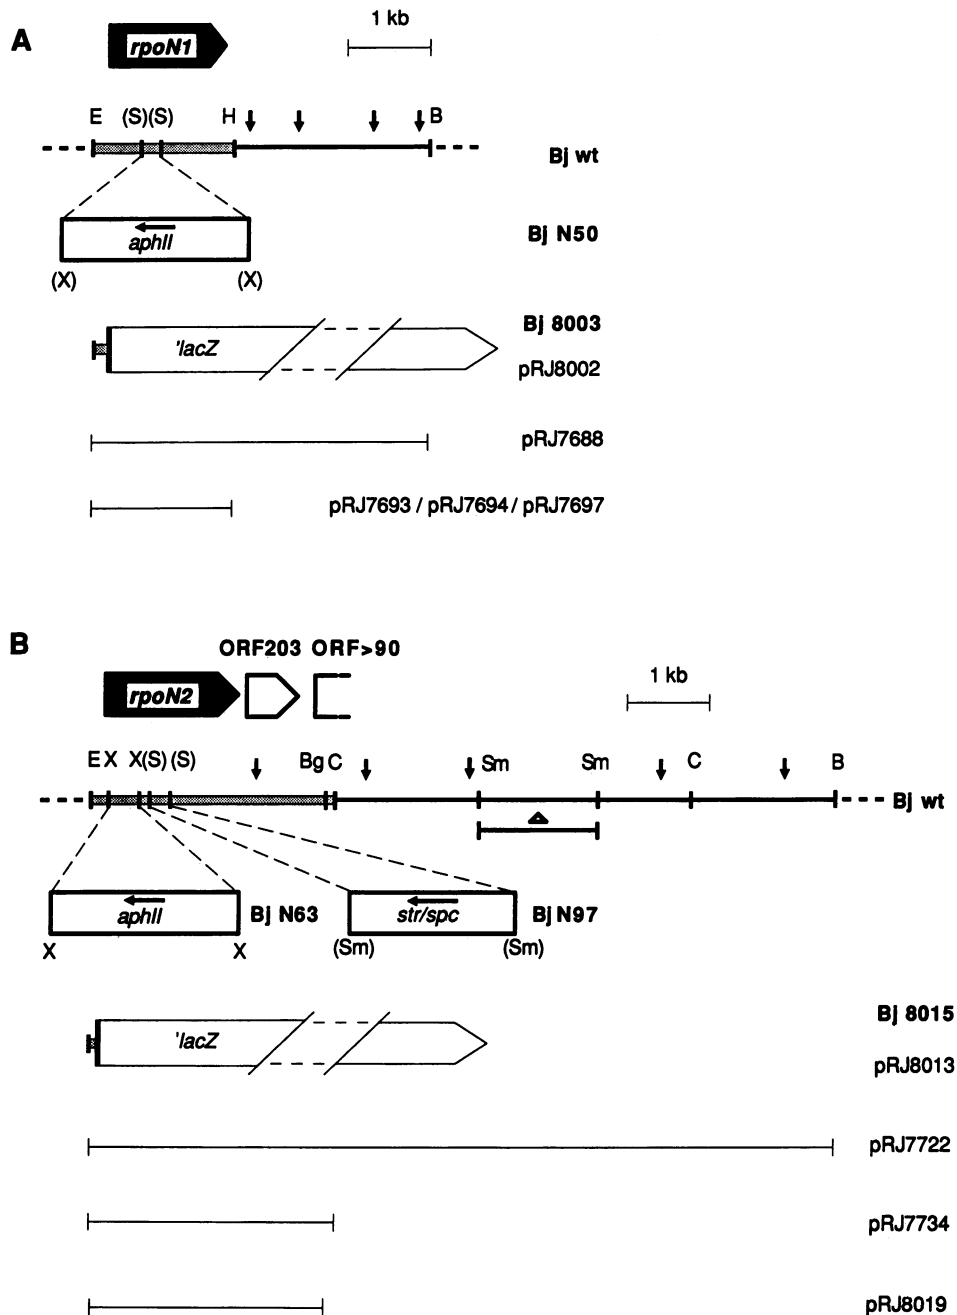 A
1 kb
rpoN1
E (S)(S) H B
Bj wt
aphII
Bj N50
(X) (X)
Bj 8003
'lacZ
pRJ8002
pRJ7688
pRJ7693 / pRJ7694 / pRJ7697
B
ORF203 ORF>90
1 kb
rpoN2
E X X(S) (S) Bg C Sm Sm C B
Bj wt
aphII
Bj N63
str/spc
Bj N97
X X (Sm) (Sm)
Bj 8015
'lacZ
pRJ8013
pRJ7722
pRJ7734
pRJ8019